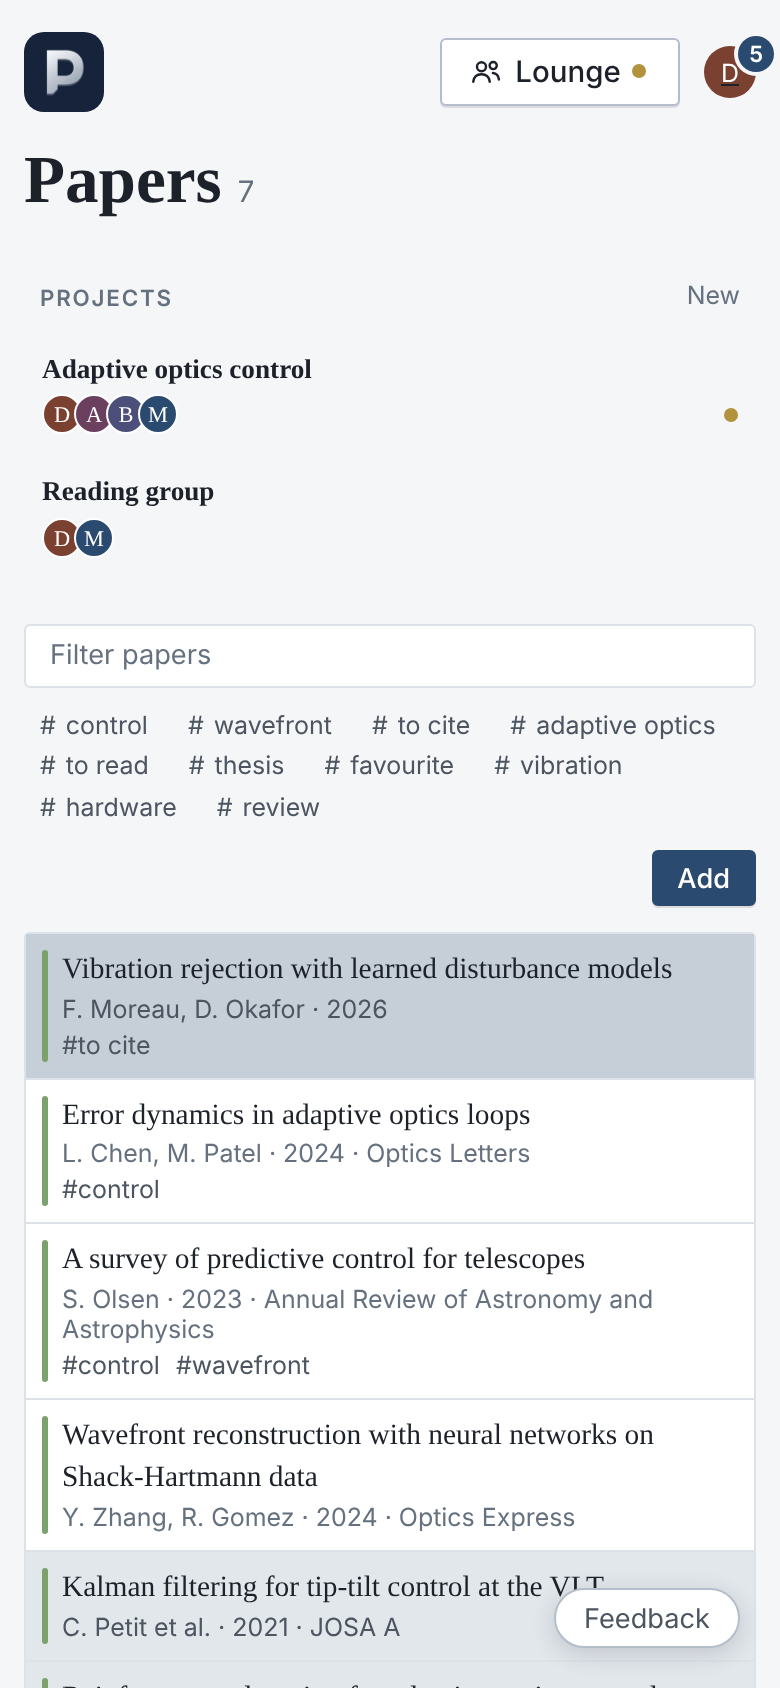 P
Lounge
D 5
Papers 7
PROJECTS New
Adaptive optics control
D A B M
Reading group
D M
Filter papers
# control # wavefront # to cite # adaptive optics
# to read # thesis # favourite # vibration
# hardware # review
Add
Vibration rejection with learned disturbance models
F. Moreau, D. Okafor · 2026
#to cite
Error dynamics in adaptive optics loops
L. Chen, M. Patel · 2024 · Optics Letters
#control
A survey of predictive control for telescopes
S. Olsen · 2023 · Annual Review of Astronomy and
Astrophysics
#control #wavefront
Wavefront reconstruction with neural networks on
Shack-Hartmann data
Y. Zhang, R. Gomez · 2024 · Optics Express
Kalman filtering for tip-tilt control at the VLT
C. Petit et al. · 2021 · JOSA A
Feedback